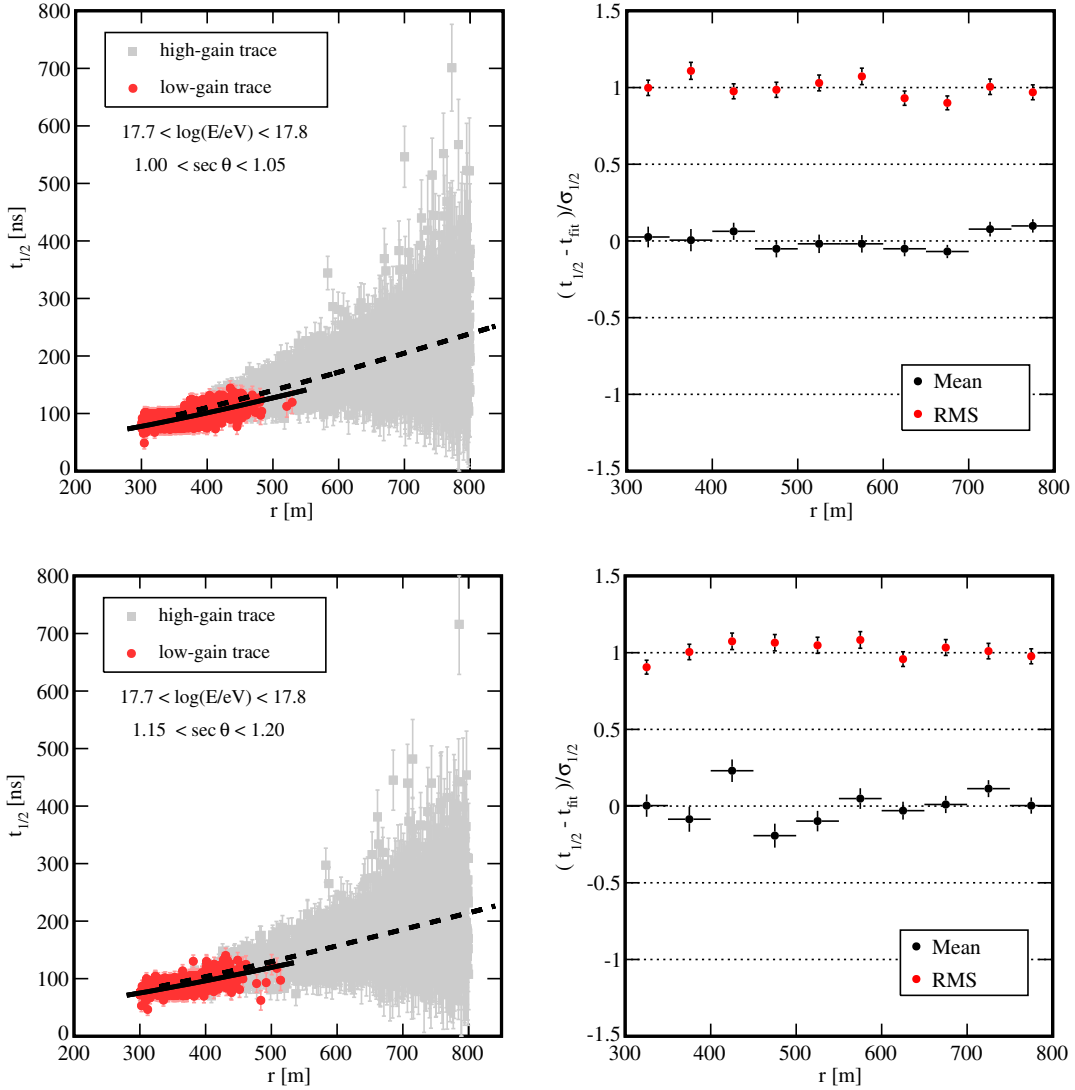 800
700
600
500
400
300
200
100
0
t1/2 [ns]
high-gain trace
low-gain trace
17.7 < log(E/eV) < 17.8
1.00 < sec θ < 1.05
200 300 400 500 600 700 800
r [m]
1.5
1
0.5
0
-0.5
-1
-1.5
( t1/2 - tfit )/σ1/2
Mean
RMS
300 400 500 600 700 800
r [m]
800
700
600
500
400
300
200
100
0
t1/2 [ns]
high-gain trace
low-gain trace
17.7 < log(E/eV) < 17.8
1.15 < sec θ < 1.20
200 300 400 500 600 700 800
r [m]
1.5
1
0.5
0
-0.5
-1
-1.5
( t1/2 - tfit )/σ1/2
Mean
RMS
300 400 500 600 700 800
r [m]